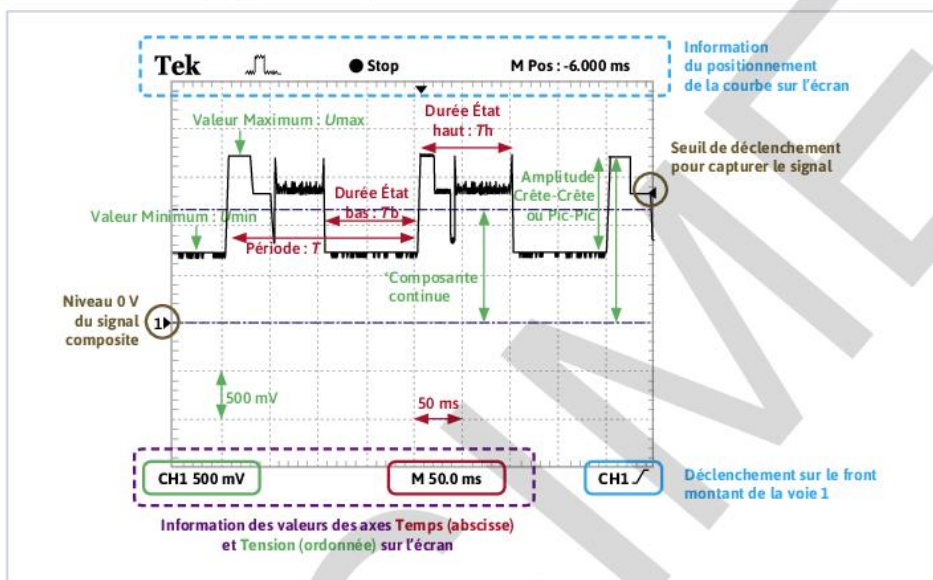 Tek
Stop
M Pos : -6.000 ms
Information
du positionnement
de la courbe sur l'écran
Valeur Maximum : Umax
Durée État
haut : Th
Seuil de déclenchement
pour capturer le signal
Amplitude
Crête-Crête
ou Pic-Pic
Durée État
bas : Tb
Valeur Minimum : Umin
Période : T
*Composante
continue
Niveau 0 V
du signal
composite
1
500 mV
50 ms
CH1 500 mV
M 50.0 ms
CH1
Déclenchement sur le front
montant de la voie 1
Information des valeurs des axes Temps (abscisse)
et Tension (ordonnée) sur l'écran